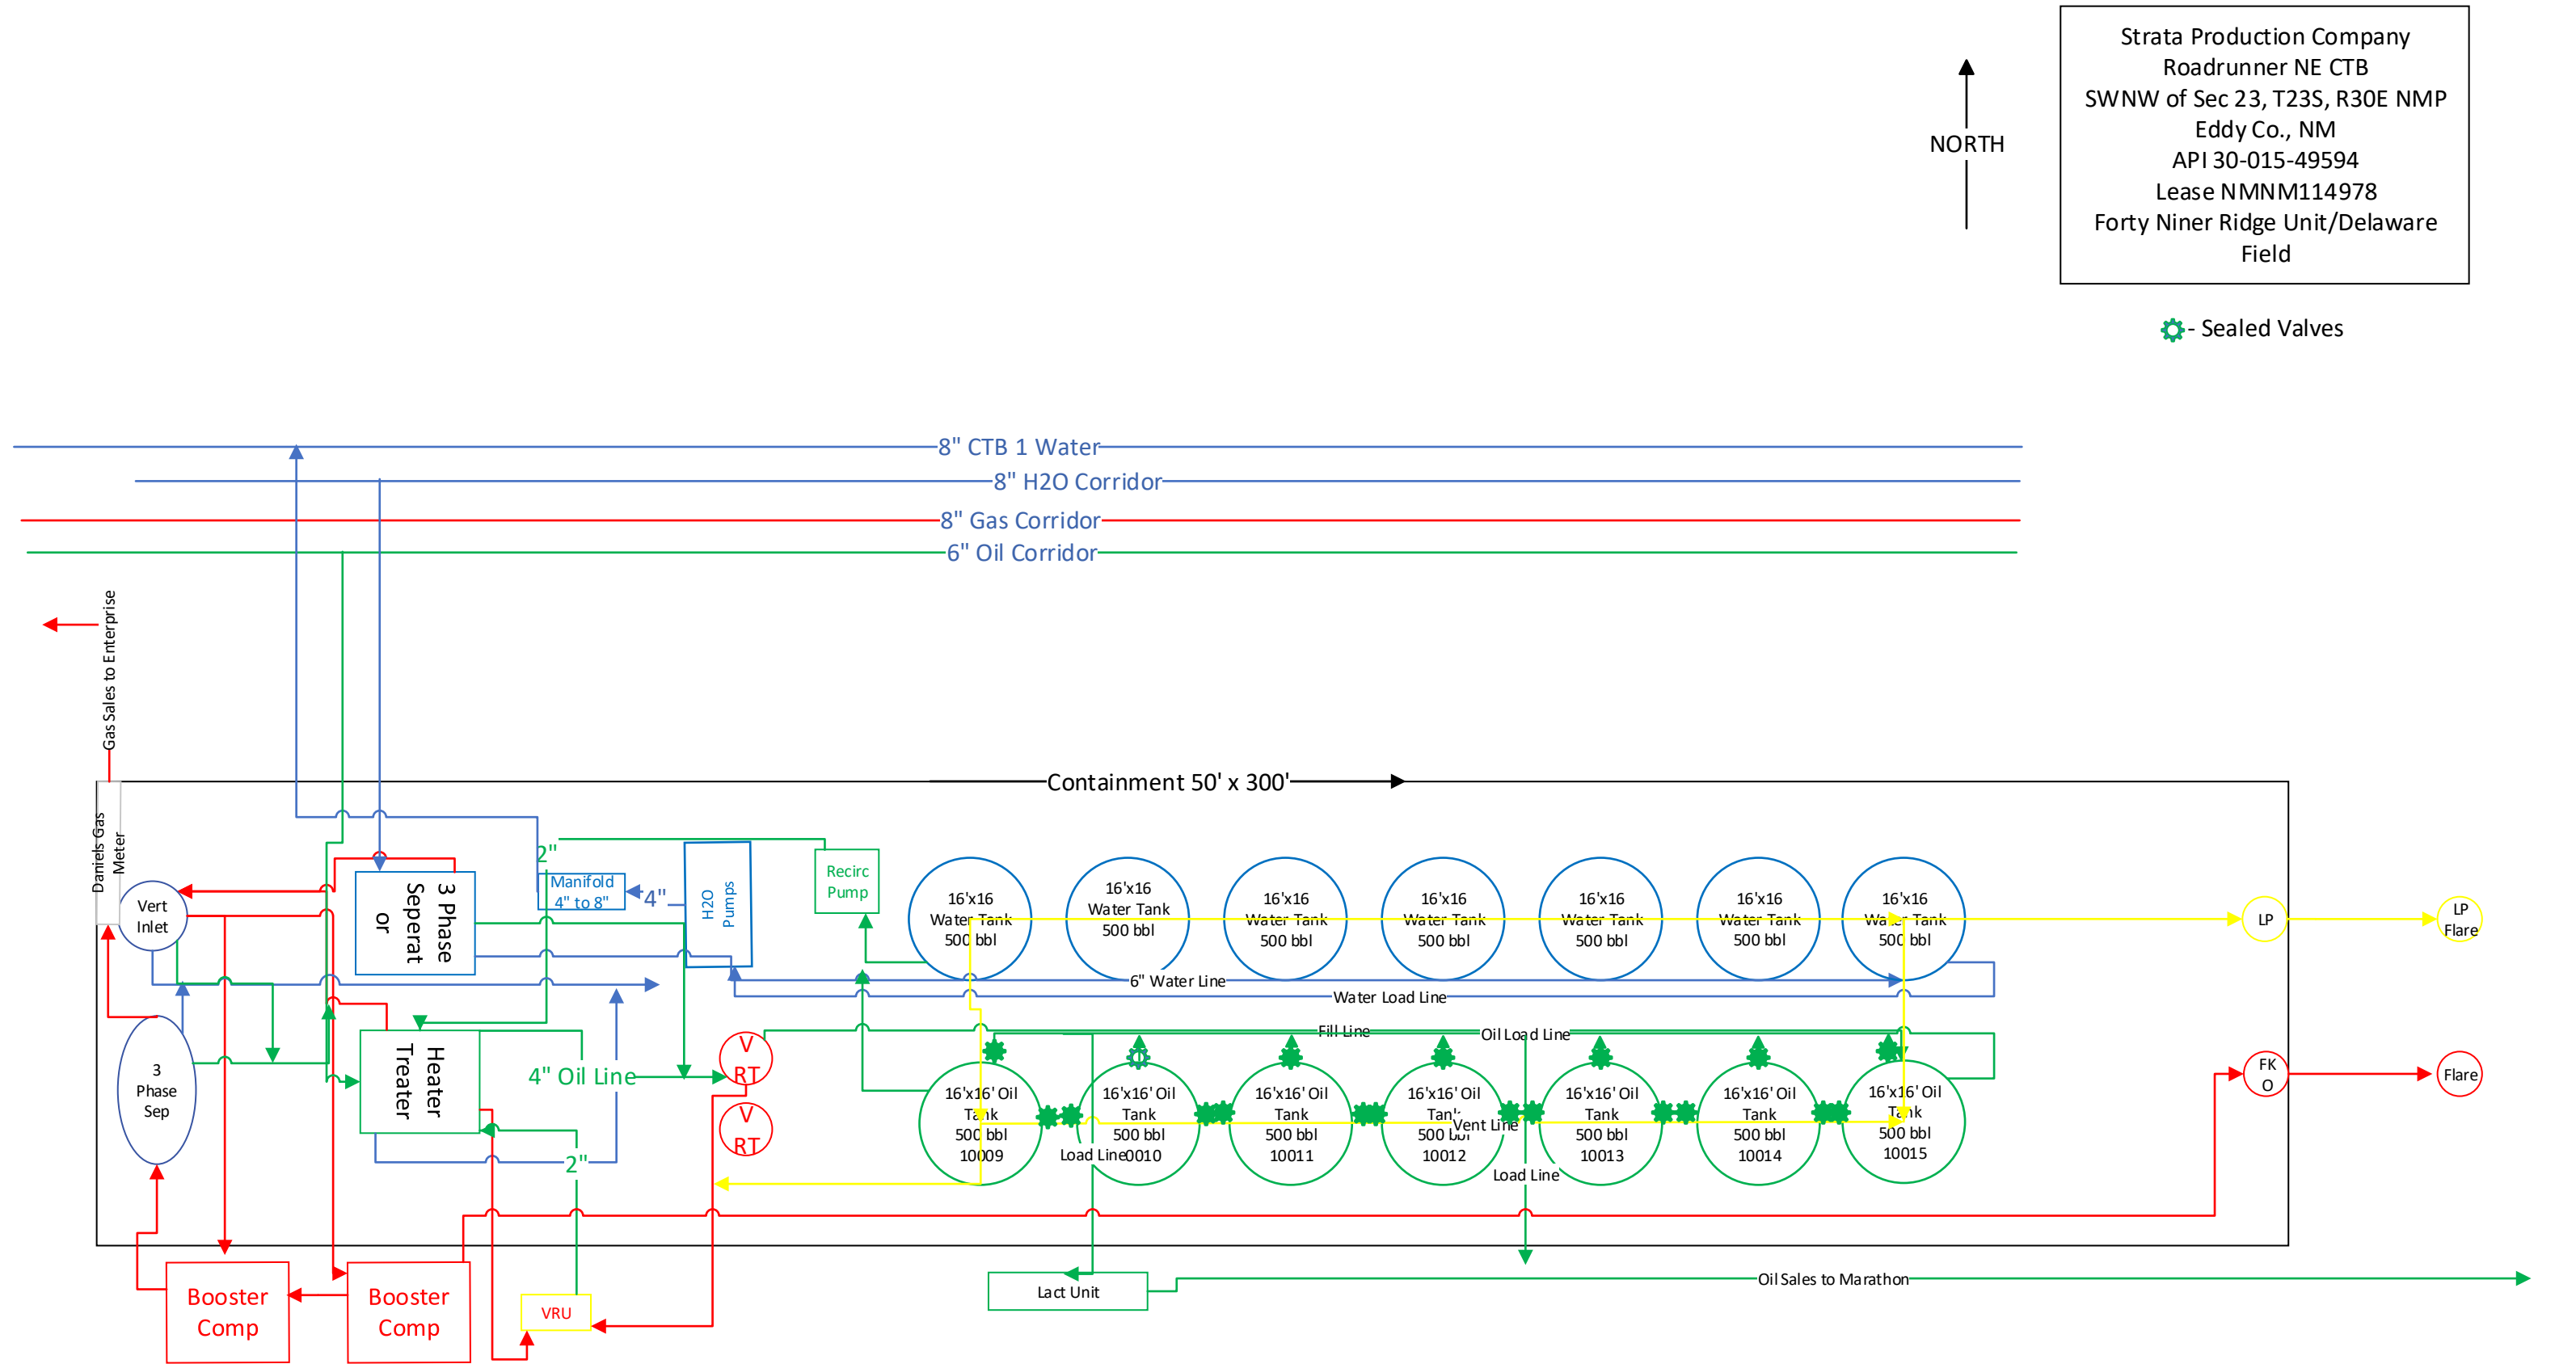 Strata Production Company
Roadrunner NE CTB
SWNW of Sec 23, T23S, R30E NMP
Eddy Co., NM
API 30-015-49594
Lease NMNM114978
Forty Niner Ridge Unit/Delaware
Field
NORTH
- Sealed Valves
8" CTB 1 Water
8" H2O Corridor
8" Gas Corridor
6" Oil Corridor
Gas Sales to Enterprise
Containment 50' x 300'
Daniels Gas
Meter
Vert
Inlet
3 Phase
Seperat
or
2"
Manifold
4" to 8"
4"
H2O
Pumps
Recirc
Pump
16'x16
Water Tank
500 bbl
16'x16
Water Tank
500 bbl
16'x16
Water Tank
500 bbl
16'x16
Water Tank
500 bbl
16'x16
Water Tank
500 bbl
16'x16
Water Tank
500 bbl
16'x16
Water Tank
500 bbl
LP
LP
Flare
6" Water Line
Water Load Line
Fill Line
Oil Load Line
3
Phase
Sep
Heater
Treater
4" Oil Line
V
RT
V
RT
16'x16' Oil
Tank
500 bbl
10009
16'x16' Oil
Tank
500 bbl
0010
16'x16' Oil
Tank
500 bbl
10011
16'x16' Oil
Tank
500 bbl
10012
16'x16' Oil
Tank
500 bbl
10013
16'x16' Oil
Tank
500 bbl
10014
16'x16' Oil
Tank
500 bbl
10015
Vent Line
Load Line
Load Line
FK
O
Flare
2"
Booster
Comp
Booster
Comp
VRU
Lact Unit
Oil Sales to Marathon